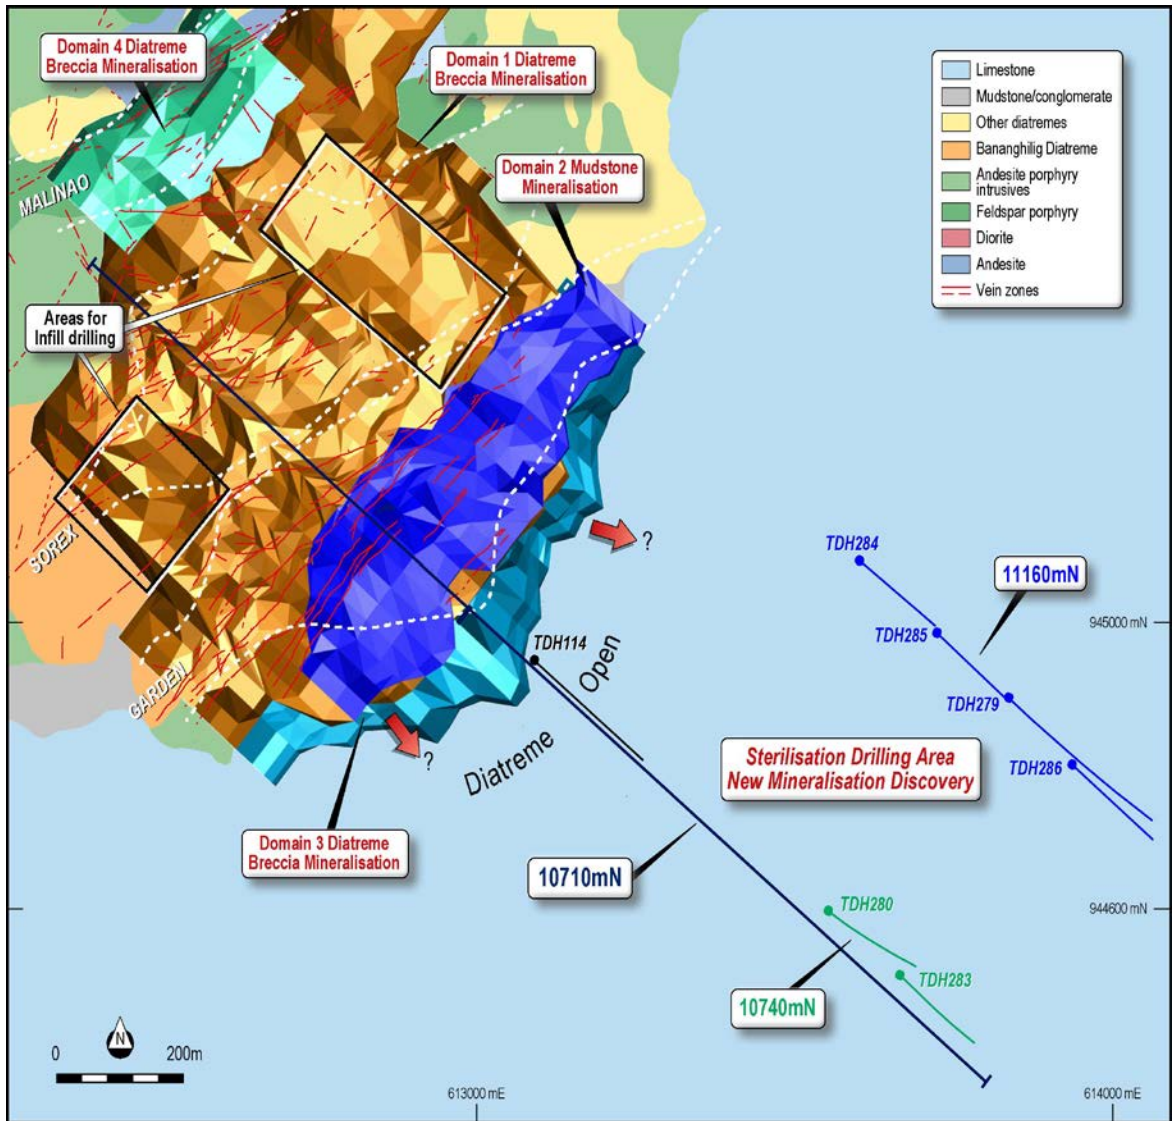 Domain 4 Diatreme
Breccia Mineralisation
Domain 1 Diatreme
Breccia Mineralisation
Domain 2 Mudstone
Mineralisation
Limestone
Mudstone/conglomerate
Other diatremes
Bananghilig Diatreme
Andesite porphyry
intrusives
Feldspar porphyry
Diorite
Andesite
Vein zones
MALINAO
Areas for
Infill drilling
SOREX
GARDEN
?
?
TDH114
Diatreme
Open
TDH284
11160mN
TDH285
945000 mN
TDH279
TDH286
Sterilisation Drilling Area
New Mineralisation Discovery
Domain 3 Diatreme
Breccia Mineralisation
10710mN
TDH280
944600 mN
TDH283
10740mN
N
0
200m
613000 mE
614000 mE